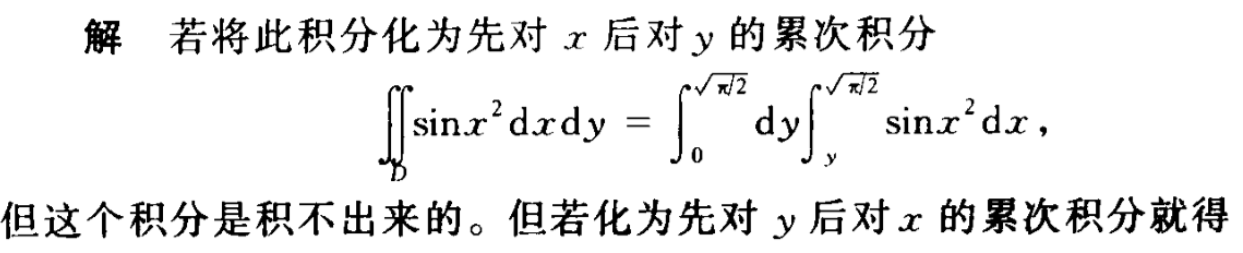 解 若将此积分化为先对 x 后对 y 的累次积分
∬_D sinx² dxdy = ∫_0^{√π/2} dy ∫_y^{√π/2} sinx² dx ,
但这个积分是积不出来的。但若化为先对 y 后对 x 的累次积分就得